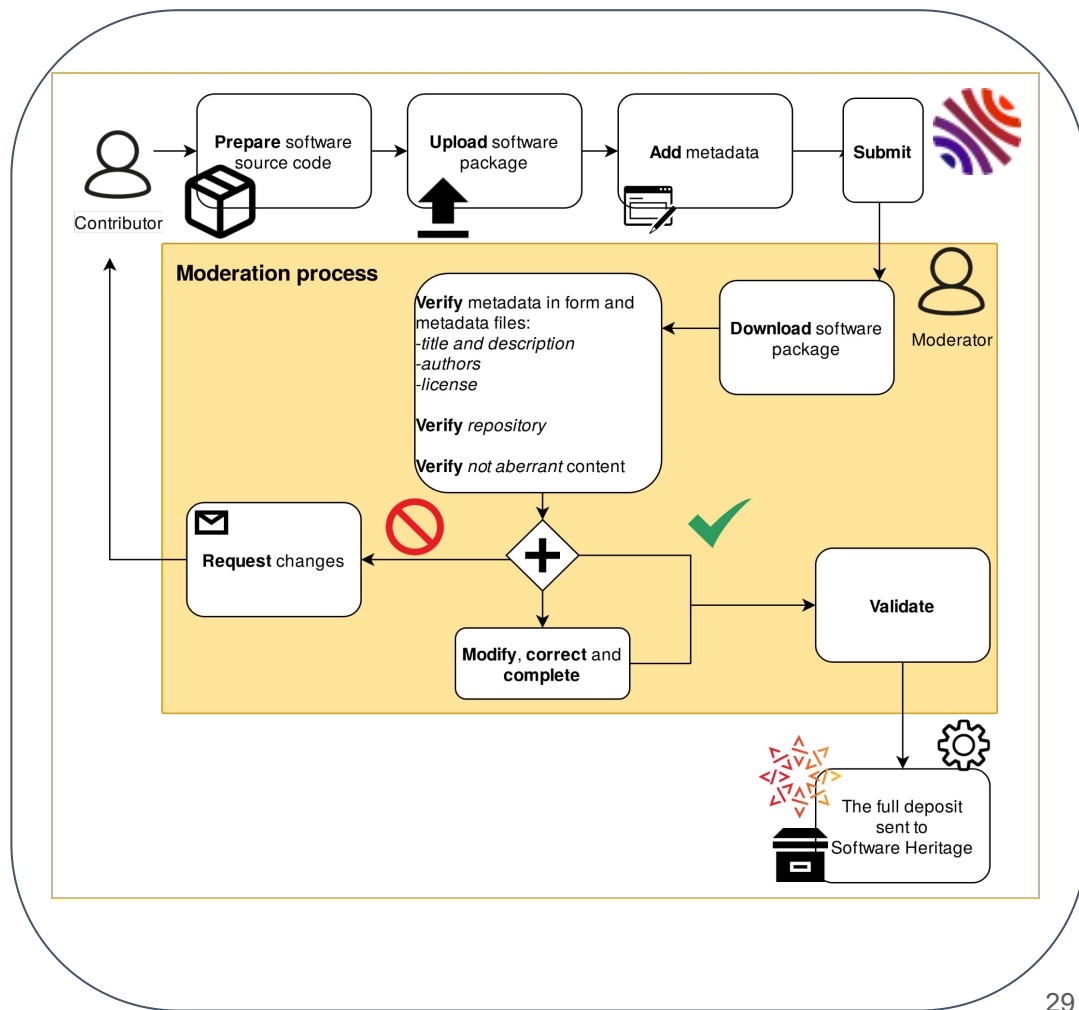 Prepare software
source code
Upload software
package
Add metadata
Submit
Contributor
Moderation process
Verify metadata in form and
metadata files:
-title and description
-authors
-license
Verify repository
Verify not aberrant content
Download software
package
Moderator
Request changes
Modify, correct and
complete
Validate
The full deposit
sent to
Software Heritage
29